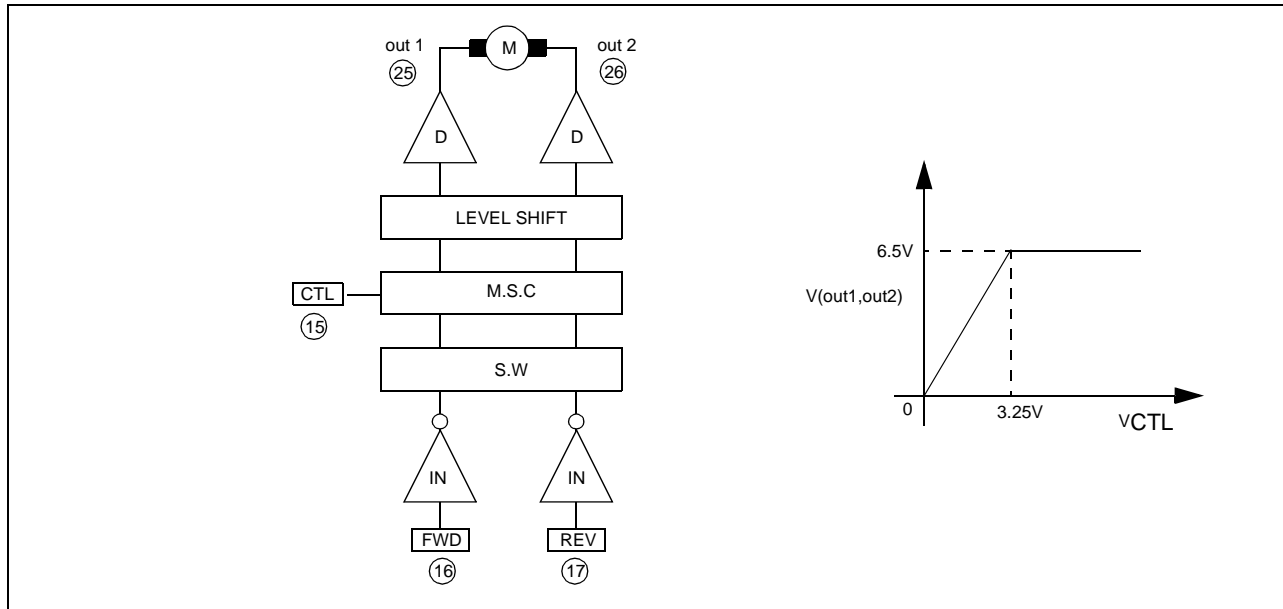 out 1
M
out 2
25
26
D
D
LEVEL SHIFT
CTL
M.S.C
15
S.W
IN
IN
FWD
REV
16
17
6.5V
V(out1,out2)
0
3.25V
VCTL